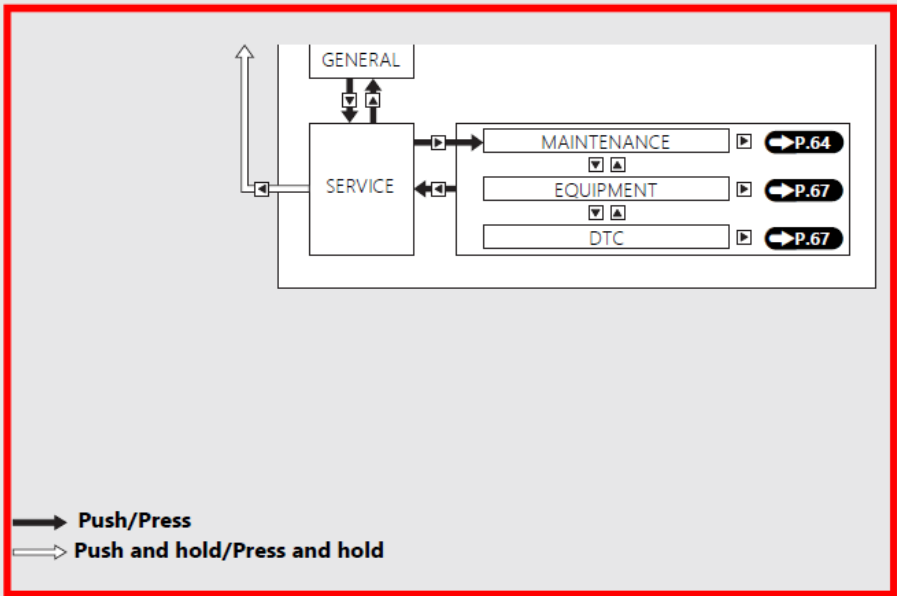 GENERAL
MAINTENANCE
P.64
SERVICE
EQUIPMENT
P.67
DTC
P.67
Push/Press
Push and hold/Press and hold